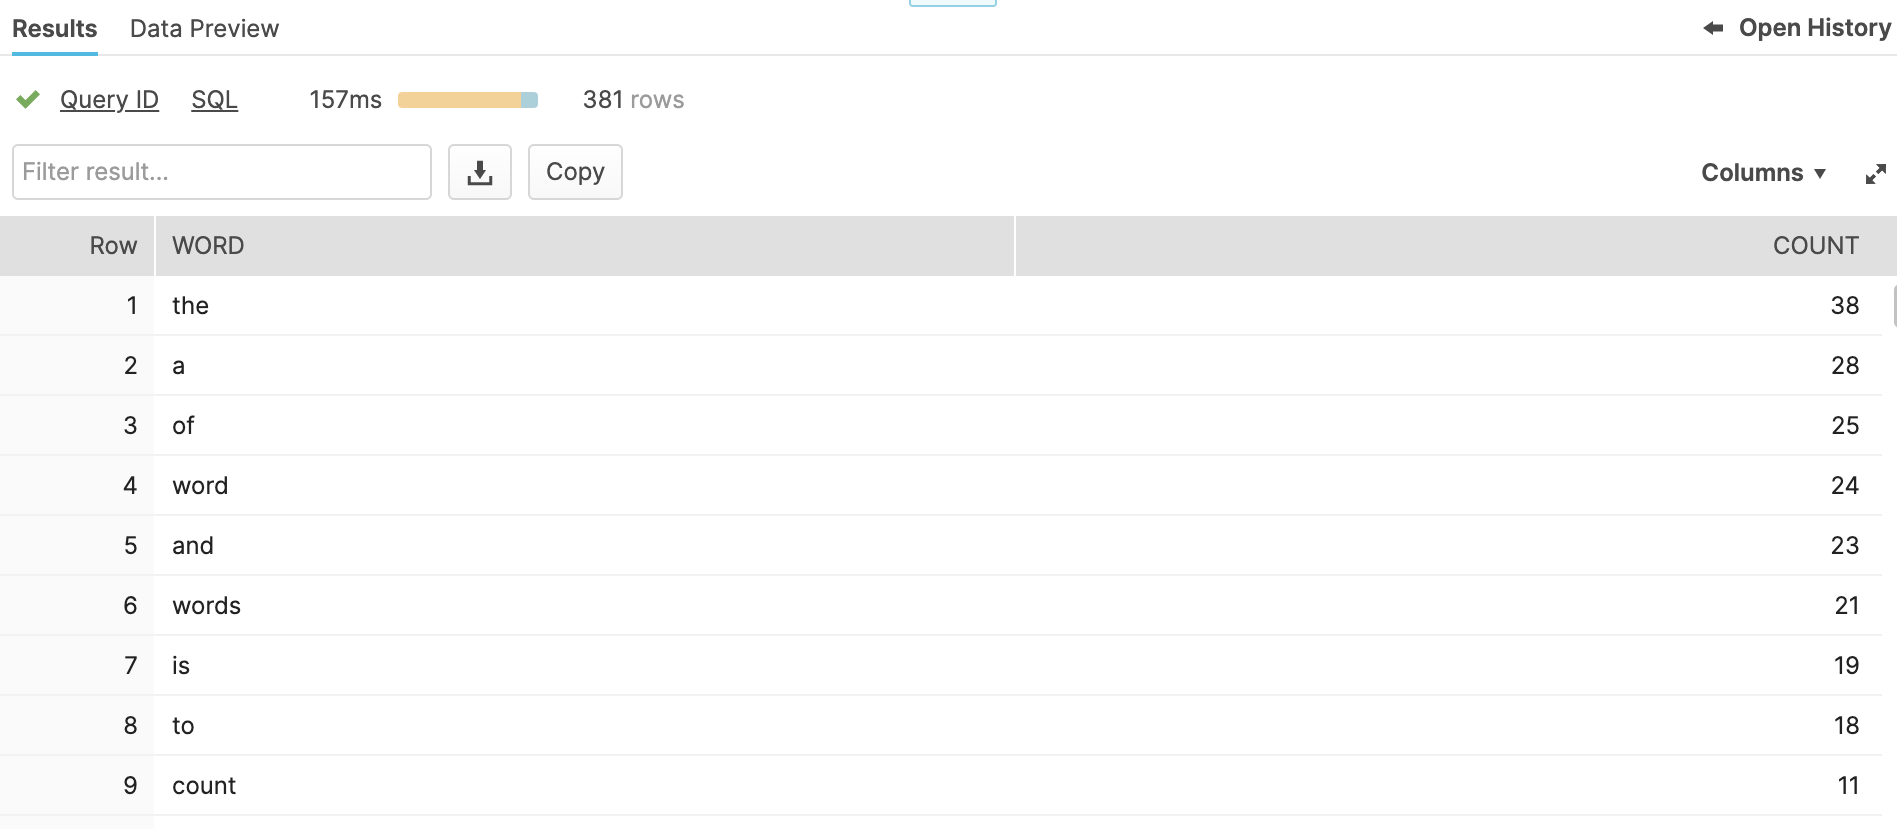 Results Data Preview Open History
Query ID SQL 157ms 381 rows
Filter result... Copy Columns
Row WORD COUNT
1 the 38
2 a 28
3 of 25
4 word 24
5 and 23
6 words 21
7 is 19
8 to 18
9 count 11